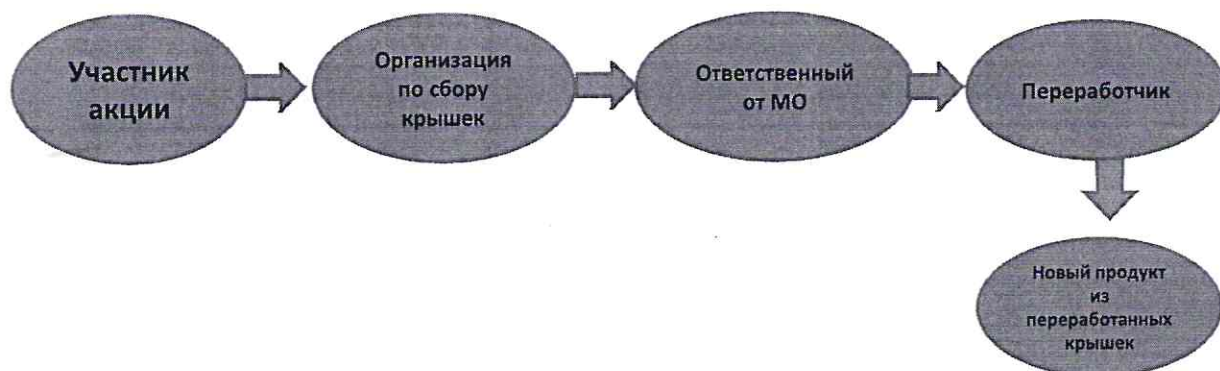 Участник
акции
Организация
по сбору
крышек
Ответственный
от МО
Переработчик
Новый продукт
из
переработанных
крышек